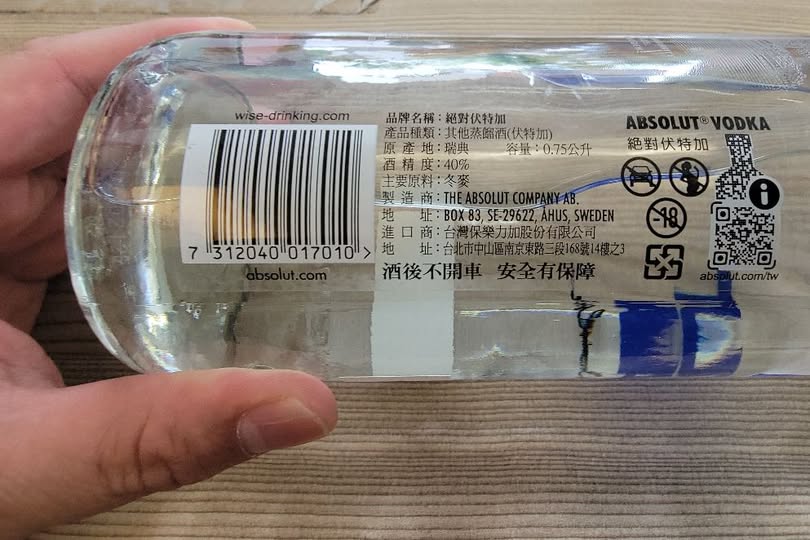 wise-drinking.com
7 312040 017010 >
absolut.com
品牌名稱：絕對伏特加
產品種類：其他蒸餾酒(伏特加)
原產地：瑞典 容量：0.75公升
酒精度：40%
主要原料：冬麥
製造商：THE ABSOLUT COMPANY AB.
地址：BOX 83, SE-29622, ÅHUS, SWEDEN
進口商：台灣保樂力加股份有限公司
地址：台北市中山區南京東路三段168號14樓之3
酒後不開車 安全有保障
ABSOLUT® VODKA
絕對伏特加
-18
i
absolut.com/tw